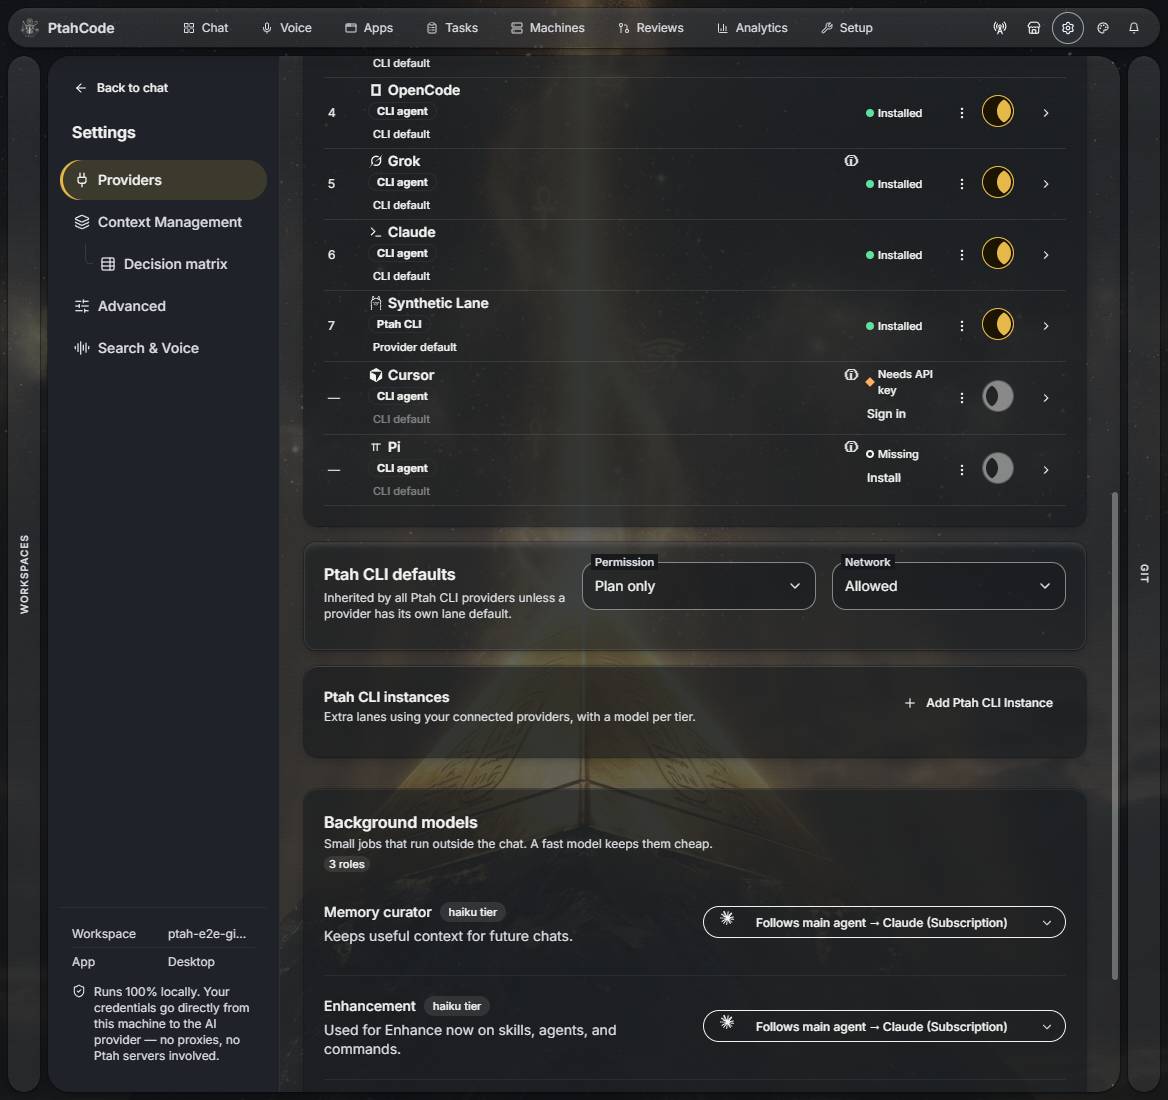 PtahCode
Chat
Voice
Apps
Tasks
Machines
Reviews
Analytics
Setup
WORKSPACES
Back to chat
Settings
Providers
Context Management
Decision matrix
Advanced
Search & Voice
Workspace ptah-e2e-gi...
App Desktop
Runs 100% locally. Your
credentials go directly from
this machine to the AI
provider — no proxies, no
Ptah servers involved.
CLI default
4
OpenCode
CLI agent
CLI default
Installed
5
Grok
CLI agent
CLI default
Installed
6
Claude
CLI agent
CLI default
Installed
7
Synthetic Lane
Ptah CLI
Provider default
Installed
—
Cursor
CLI agent
CLI default
Needs API
key
Sign in
—
Pi
CLI agent
CLI default
Missing
Install
Ptah CLI defaults
Inherited by all Ptah CLI providers unless a
provider has its own lane default.
Permission
Plan only
Network
Allowed
Ptah CLI instances
Extra lanes using your connected providers, with a model per tier.
Add Ptah CLI Instance
Background models
Small jobs that run outside the chat. A fast model keeps them cheap.
3 roles
Memory curator haiku tier
Keeps useful context for future chats.
Follows main agent → Claude (Subscription)
Enhancement haiku tier
Used for Enhance now on skills, agents, and
commands.
Follows main agent → Claude (Subscription)
GIT